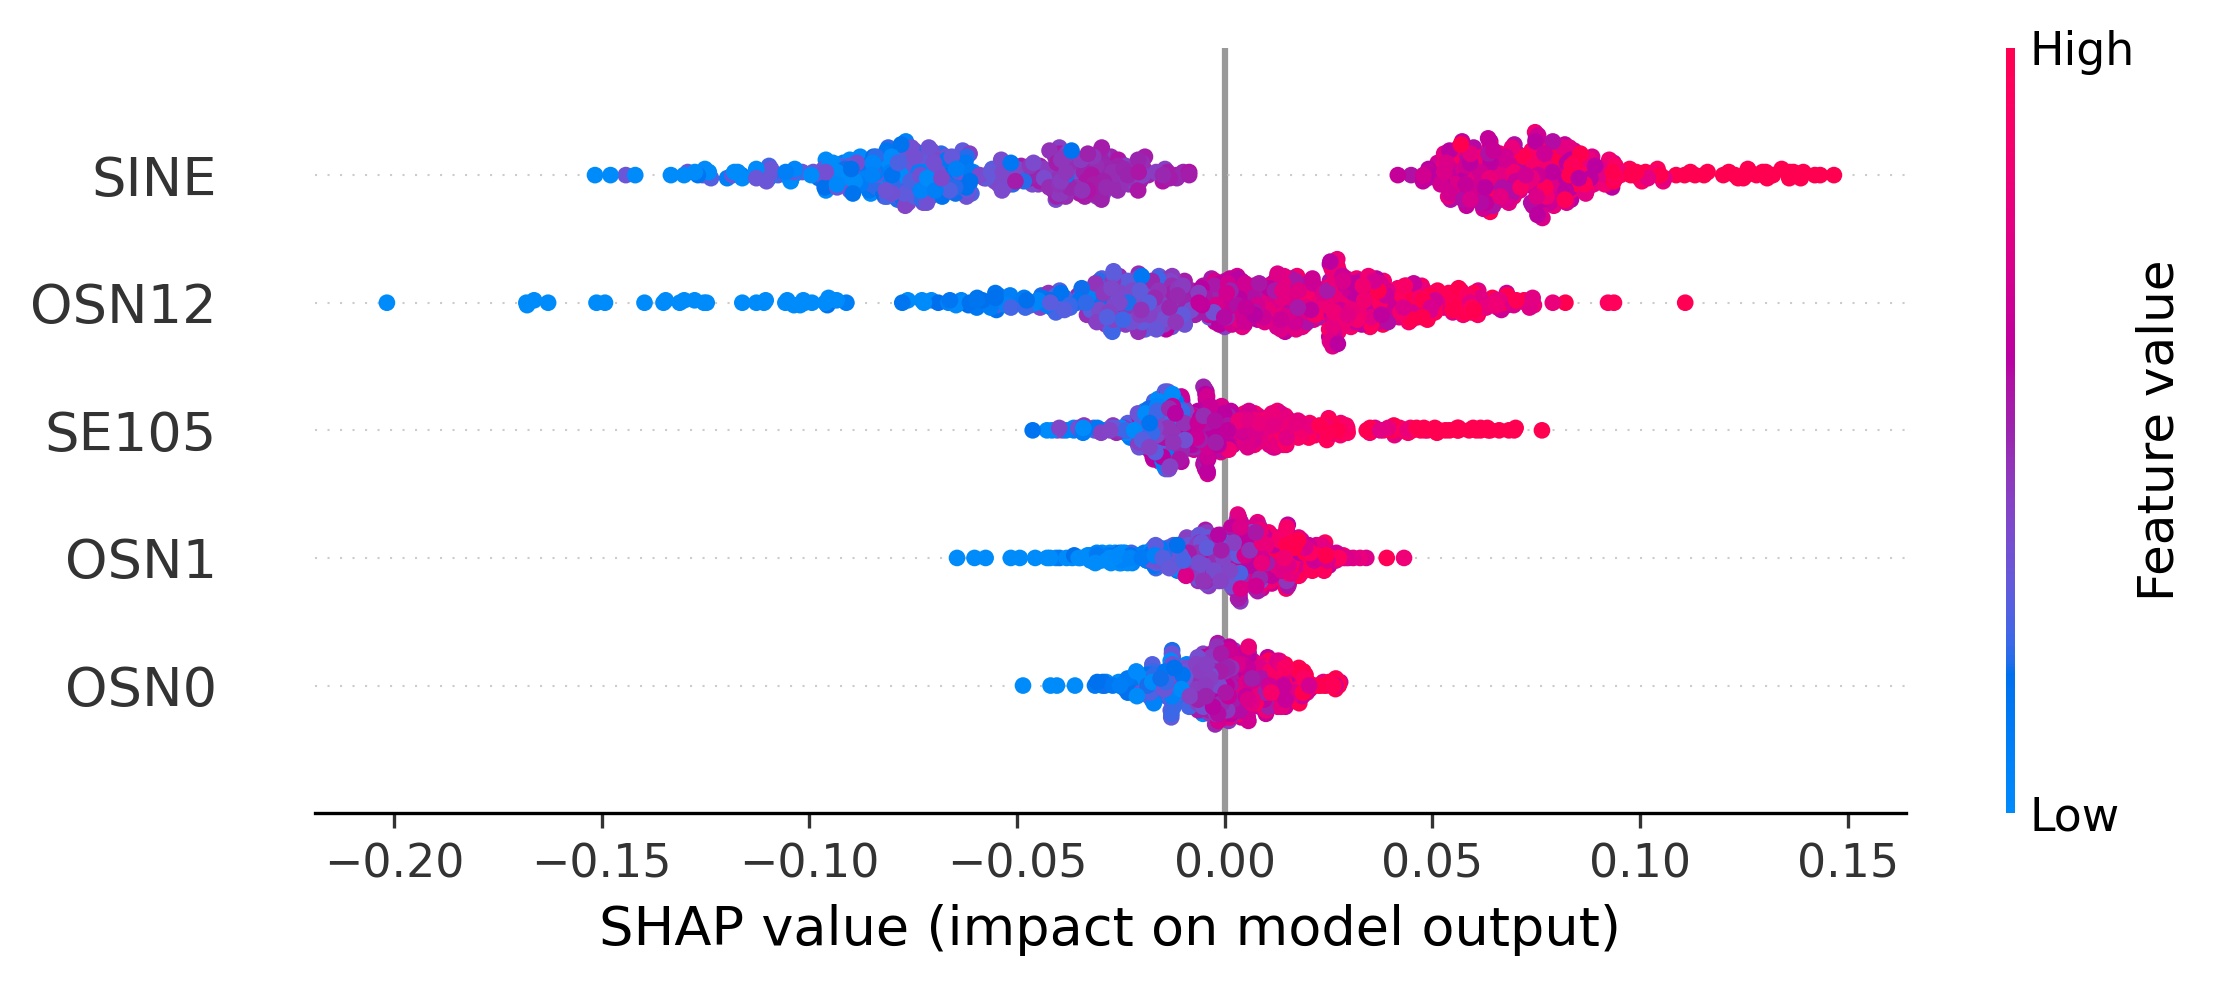 High
SINE
OSN12
SE105
OSN1
OSN0
Feature value
Low
−0.20 −0.15 −0.10 −0.05 0.00 0.05 0.10 0.15
SHAP value (impact on model output)